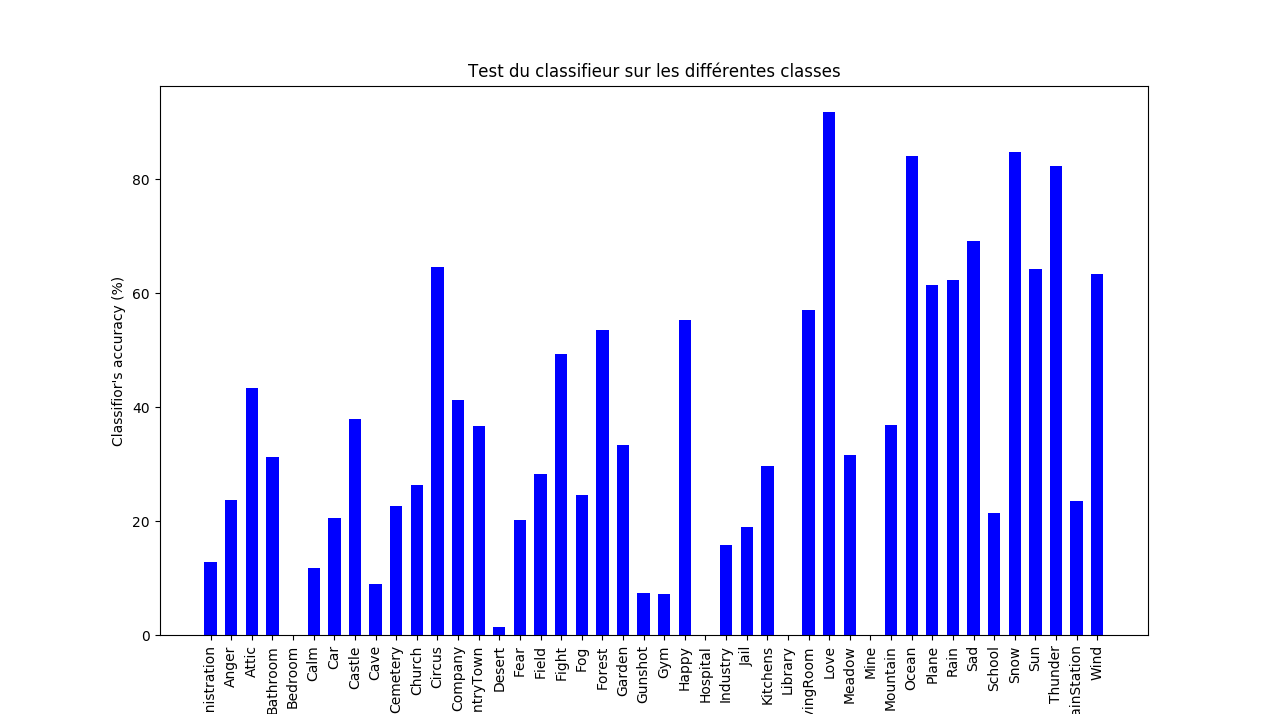 Test du classifieur sur les différentes classes
Classifior's accuracy (%)
80
60
40
20
0
nistration
Anger
Attic
Bathroom
Bedroom
Calm
Car
Castle
Cave
Cemetery
Church
Circus
Company
ntryTown
Desert
Fear
Field
Fight
Fog
Forest
Garden
Gunshot
Gym
Happy
Hospital
Industry
Jail
Kitchens
Library
vingRoom
Love
Meadow
Mine
Mountain
Ocean
Plane
Rain
Sad
School
Snow
Sun
Thunder
ainStation
Wind